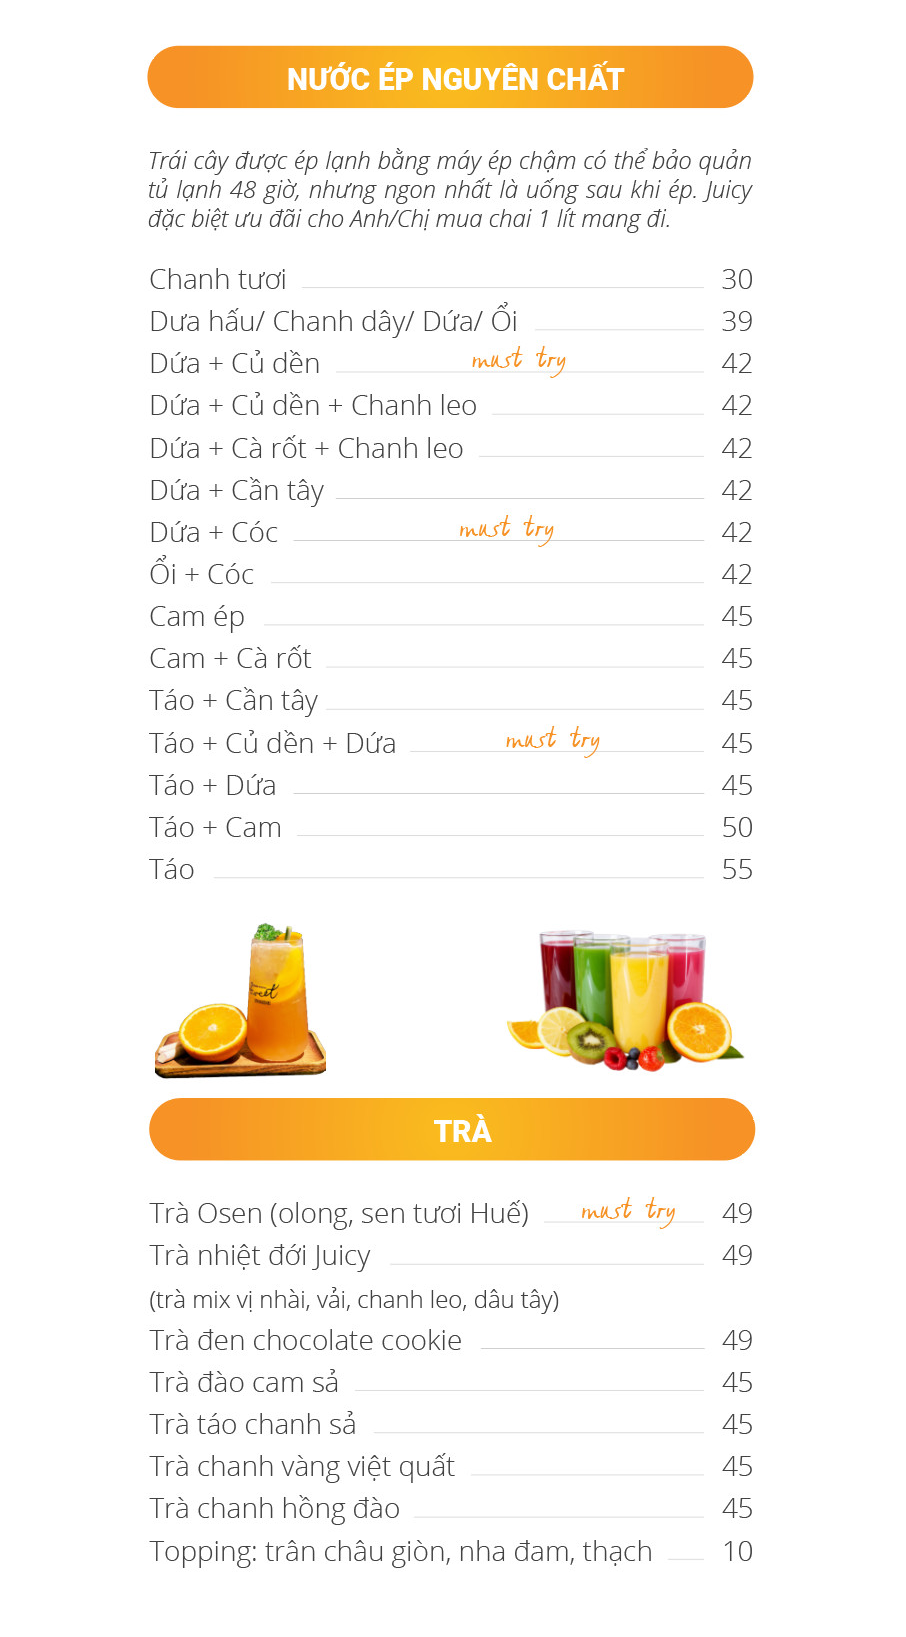 NƯỚC ÉP NGUYÊN CHẤT
Trái cây được ép lạnh bằng máy ép chậm có thể bảo quản
tủ lạnh 48 giờ, nhưng ngon nhất là uống sau khi ép. Juicy
đặc biệt ưu đãi cho Anh/Chị mua chai 1 lít mang đi.
Chanh tươi 30
Dưa hấu/ Chanh dây/ Dứa/ Ổi 39
Dứa + Củ dền must try 42
Dứa + Củ dền + Chanh leo 42
Dứa + Cà rốt + Chanh leo 42
Dứa + Cần tây 42
Dứa + Cóc must try 42
Ổi + Cóc 42
Cam ép 45
Cam + Cà rốt 45
Táo + Cần tây 45
Táo + Củ dền + Dứa must try 45
Táo + Dứa 45
Táo + Cam 50
Táo 55
TRÀ
Trà Osen (olong, sen tươi Huế) must try 49
Trà nhiệt đới Juicy 49
(trà mix vị nhài, vải, chanh leo, dâu tây)
Trà đen chocolate cookie 49
Trà đào cam sả 45
Trà táo chanh sả 45
Trà chanh vàng việt quất 45
Trà chanh hồng đào 45
Topping: trân châu giòn, nha đam, thạch 10